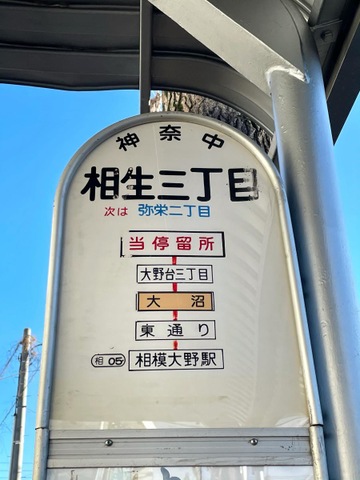 神奈中
相生三丁目
次は 弥栄二丁目
当停留所
大野台三丁目
大沼
東通り
相05 相模大野駅